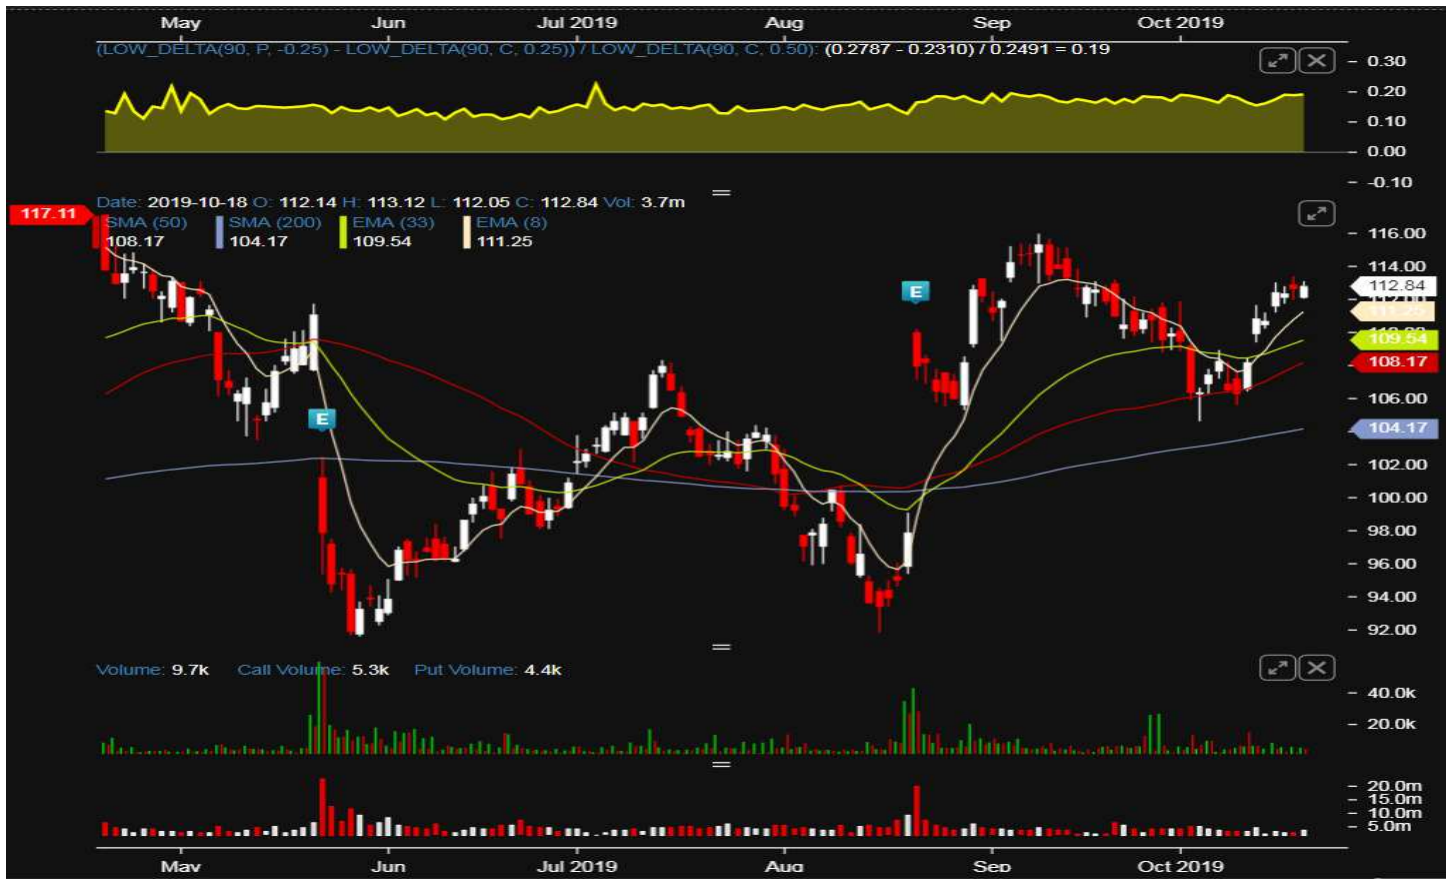 May Jun Jul 2019 Aug Sep Oct 2019
(LOW_DELTA(90, P, -0.25) - LOW_DELTA(90, C, 0.25)) / LOW_DELTA(90, C, 0.50): (0.2787 - 0.2310) / 0.2491 = 0.19
0.30
0.20
0.10
0.00
-0.10
Date: 2019-10-18 O: 112.14 H: 113.12 L: 112.05 C: 112.84 Vol: 3.7m
117.11
SMA (50) SMA (200) EMA (33) EMA (8)
108.17 104.17 109.54 111.25
116.00
114.00
112.84
112.00
111.25
109.54
108.17
106.00
104.17
102.00
100.00
98.00
96.00
94.00
92.00
E
E
Volume: 9.7k Call Volume: 5.3k Put Volume: 4.4k
40.0k
20.0k
20.0m
15.0m
10.0m
5.0m
May Jun Jul 2019 Aug Sep Oct 2019